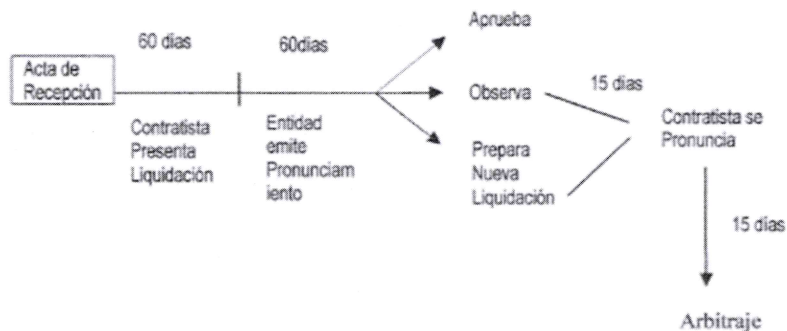 60 dias
60dias
Acta de
Recepción
Contratista
Presenta
Liquidación
Entidad
emite
Pronunciam
iento
Aprueba
Observa
Prepara
Nueva
Liquidación
15 dias
Contratista se
Pronuncia
15 dias
Arbitraje